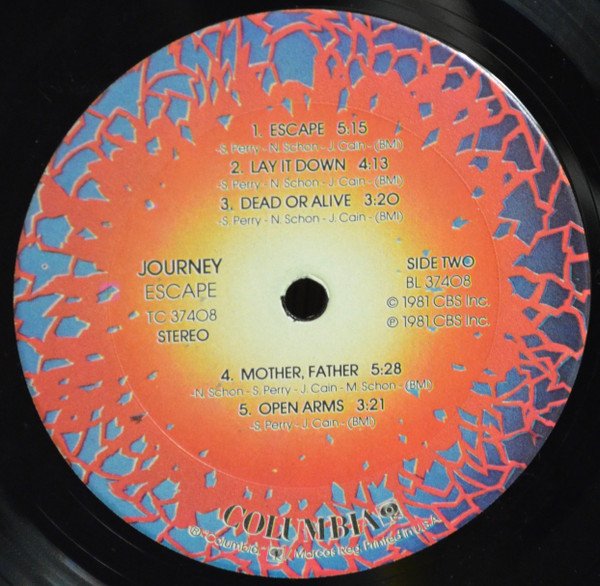 1. ESCAPE 5:15
-S. Perry - N. Schon - J. Cain - (BMI)
2. LAY IT DOWN 4:13
-S. Perry - N. Schon - J. Cain - (BMI)
3. DEAD OR ALIVE 3:20
-S. Perry - N. Schon - J. Cain - (BMI)
JOURNEY
ESCAPE
TC 37408
STEREO
SIDE TWO
BL 37408
© 1981 CBS Inc.
℗ 1981 CBS Inc.
4. MOTHER, FATHER 5:28
-N. Schon - S. Perry - J. Cain - M. Schon - (BMI)
5. OPEN ARMS 3:21
-S. Perry - J. Cain - (BMI)
COLUMBIA
® "Columbia," Marcas Reg. Printed in U.S.A.